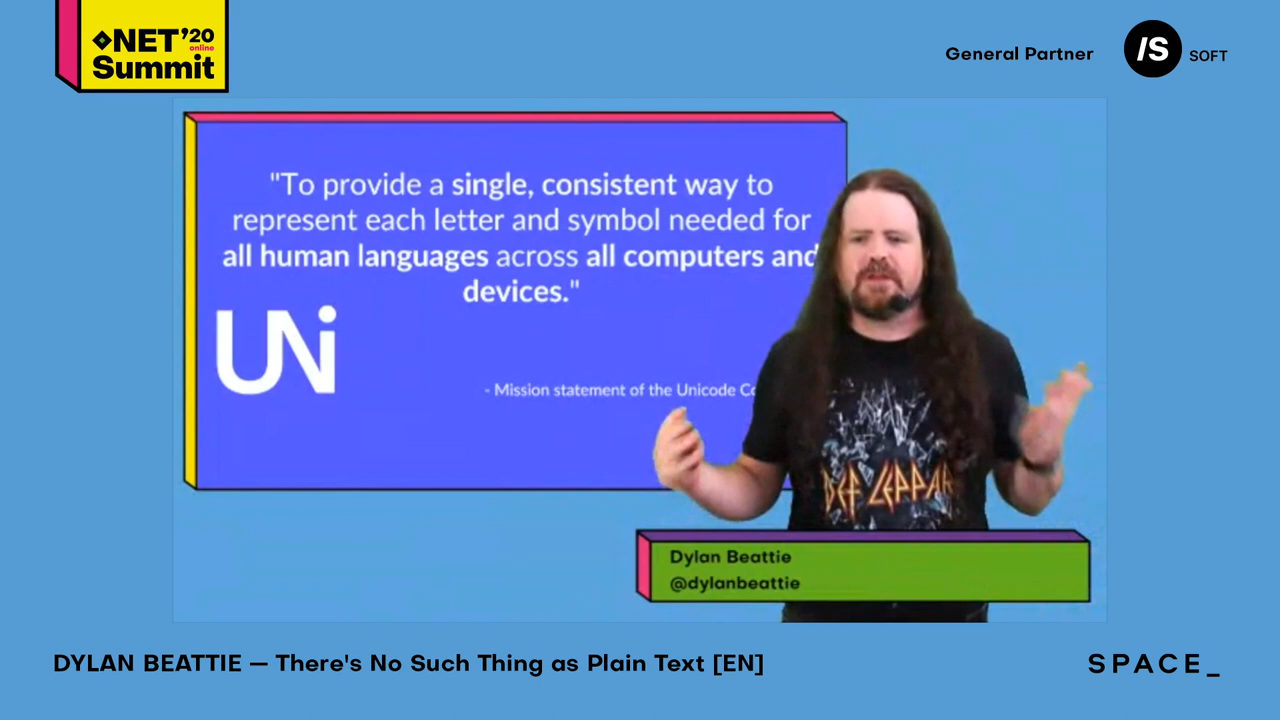 .NET'20
online
Summit
General Partner
/S SOFT
"To provide a single, consistent way to
represent each letter and symbol needed for
all human languages across all computers and
devices."
UNi
- Mission statement of the Unicode Co
DEF LEPPAR
Dylan Beattie
@dylanbeattie
DYLAN BEATTIE — There's No Such Thing as Plain Text [EN]
SPACE_